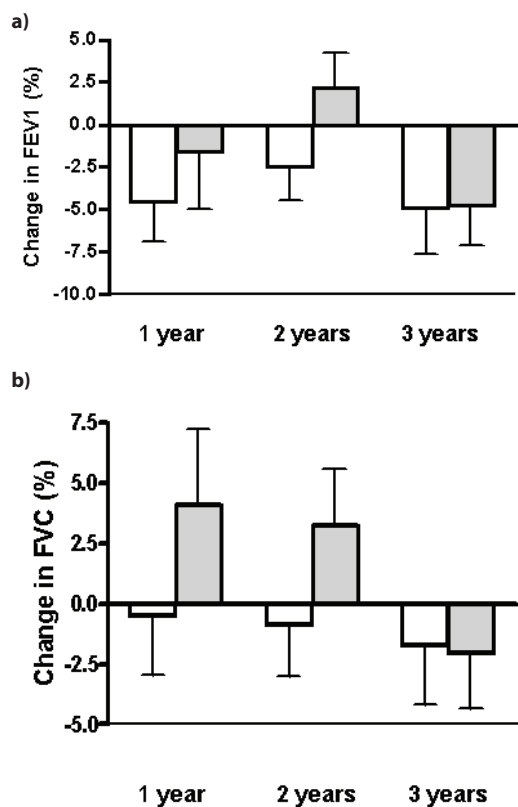 a)
Change in FEV1 (%)
5.0
2.5
0.0
-2.5
-5.0
-7.5
-10.0
1 year 2 years 3 years
b)
Change in FVC (%)
7.5
5.0
2.5
0.0
-2.5
-5.0
1 year 2 years 3 years